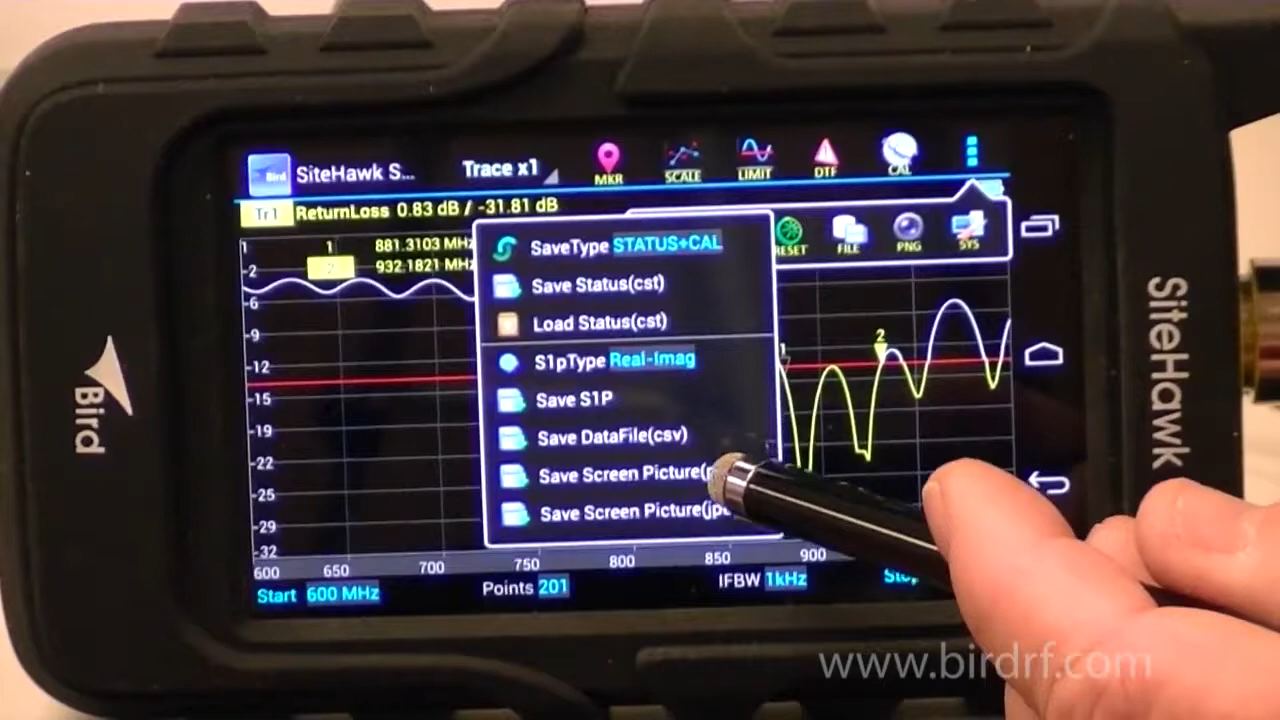 Bird
SiteHawk S...
Trace x1
MKR
SCALE
LIMIT
DTF
CAL
Tr1 ReturnLoss 0.83 dB / -31.81 dB
RESET
FILE
PNG
SYS
1 881.3103 MHz
2 932.1821 MHz
1
-2
-6
-9
-12
-15
-19
-22
-25
-29
-32
SaveType STATUS+CAL
Save Status(cst)
Load Status(cst)
S1pType Real-Imag
Save S1P
Save DataFile(csv)
Save Screen Picture(
Save Screen Picture(jp
1
2
600 650 700 750 800 850 900
Start 600 MHz
Points 201
IFBW 1kHz
Bird
SiteHawk
www.birdrf.com